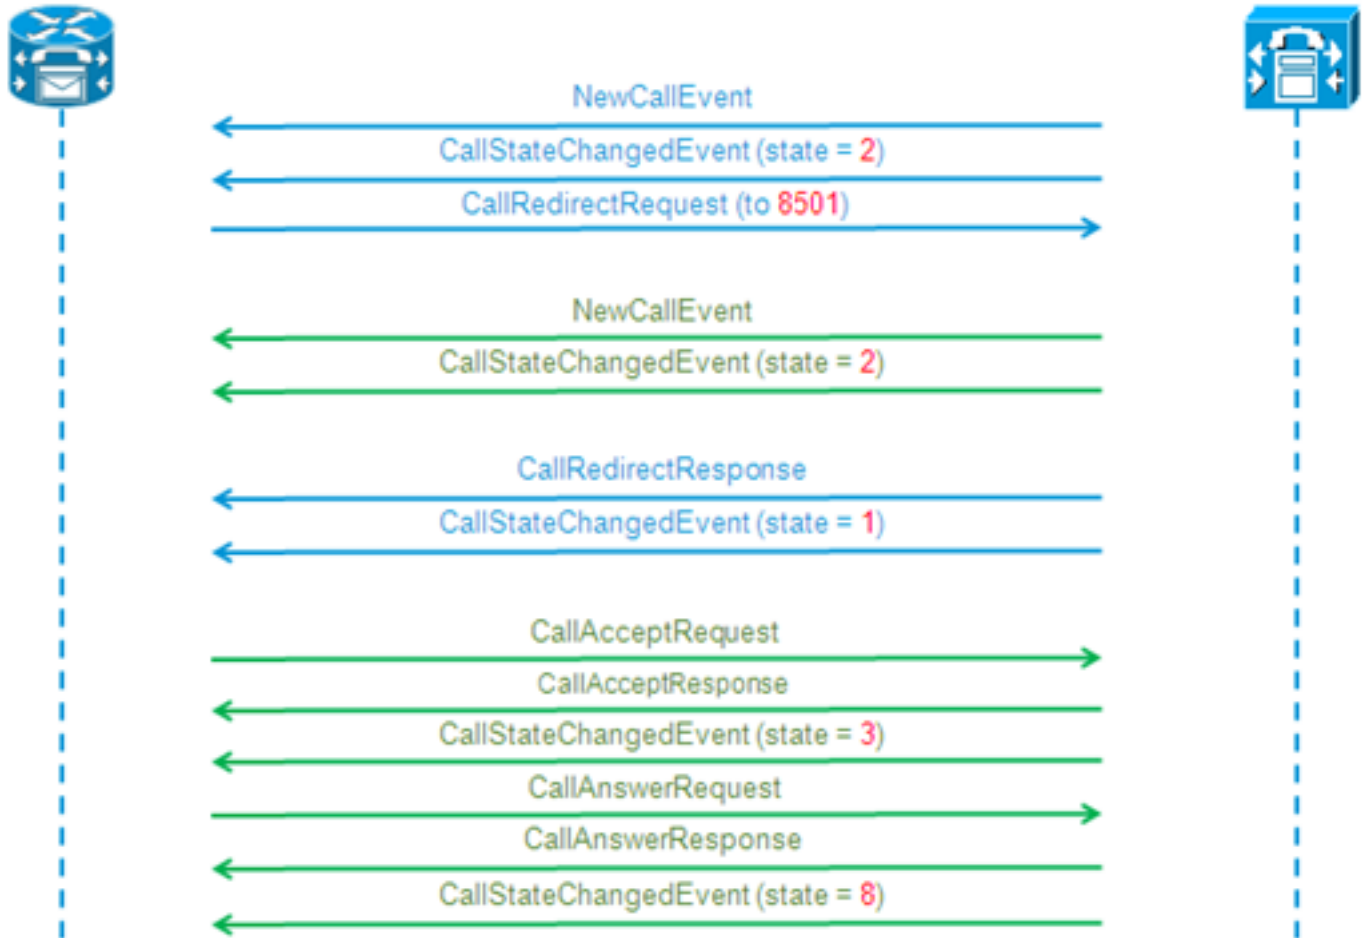 NewCallEvent
CallStateChangedEvent (state = 2)
CallRedirectRequest (to 8501)
NewCallEvent
CallStateChangedEvent (state = 2)
CallRedirectResponse
CallStateChangedEvent (state = 1)
CallAcceptRequest
CallAcceptResponse
CallStateChangedEvent (state = 3)
CallAnswerRequest
CallAnswerResponse
CallStateChangedEvent (state = 8)